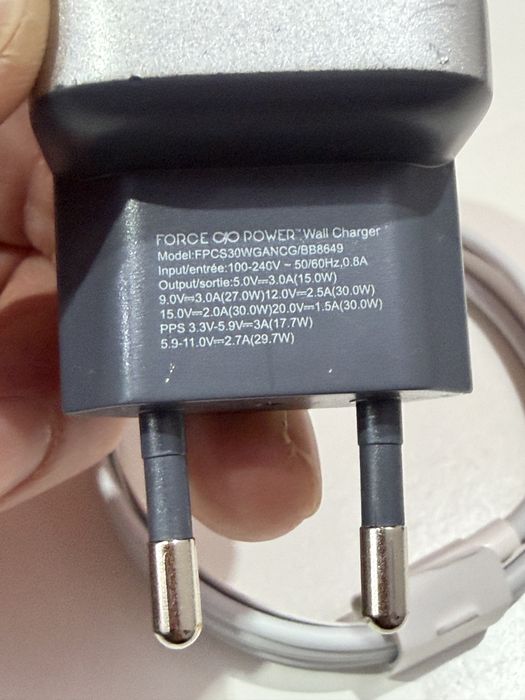 FORCE POWER™ Wall Charger
Model:FPCS30WGANCG/BB8649
Input/entrée:100-240V ~ 50/60Hz,0.8A
Output/sortie:5.0V⎓3.0A(15.0W)
9.0V⎓3.0A(27.0W)12.0V⎓2.5A(30.0W)
15.0V⎓2.0A(30.0W)20.0V⎓1.5A(30.0W)
PPS 3.3V-5.9V⎓3A(17.7W)
5.9-11.0V⎓2.7A(29.7W)